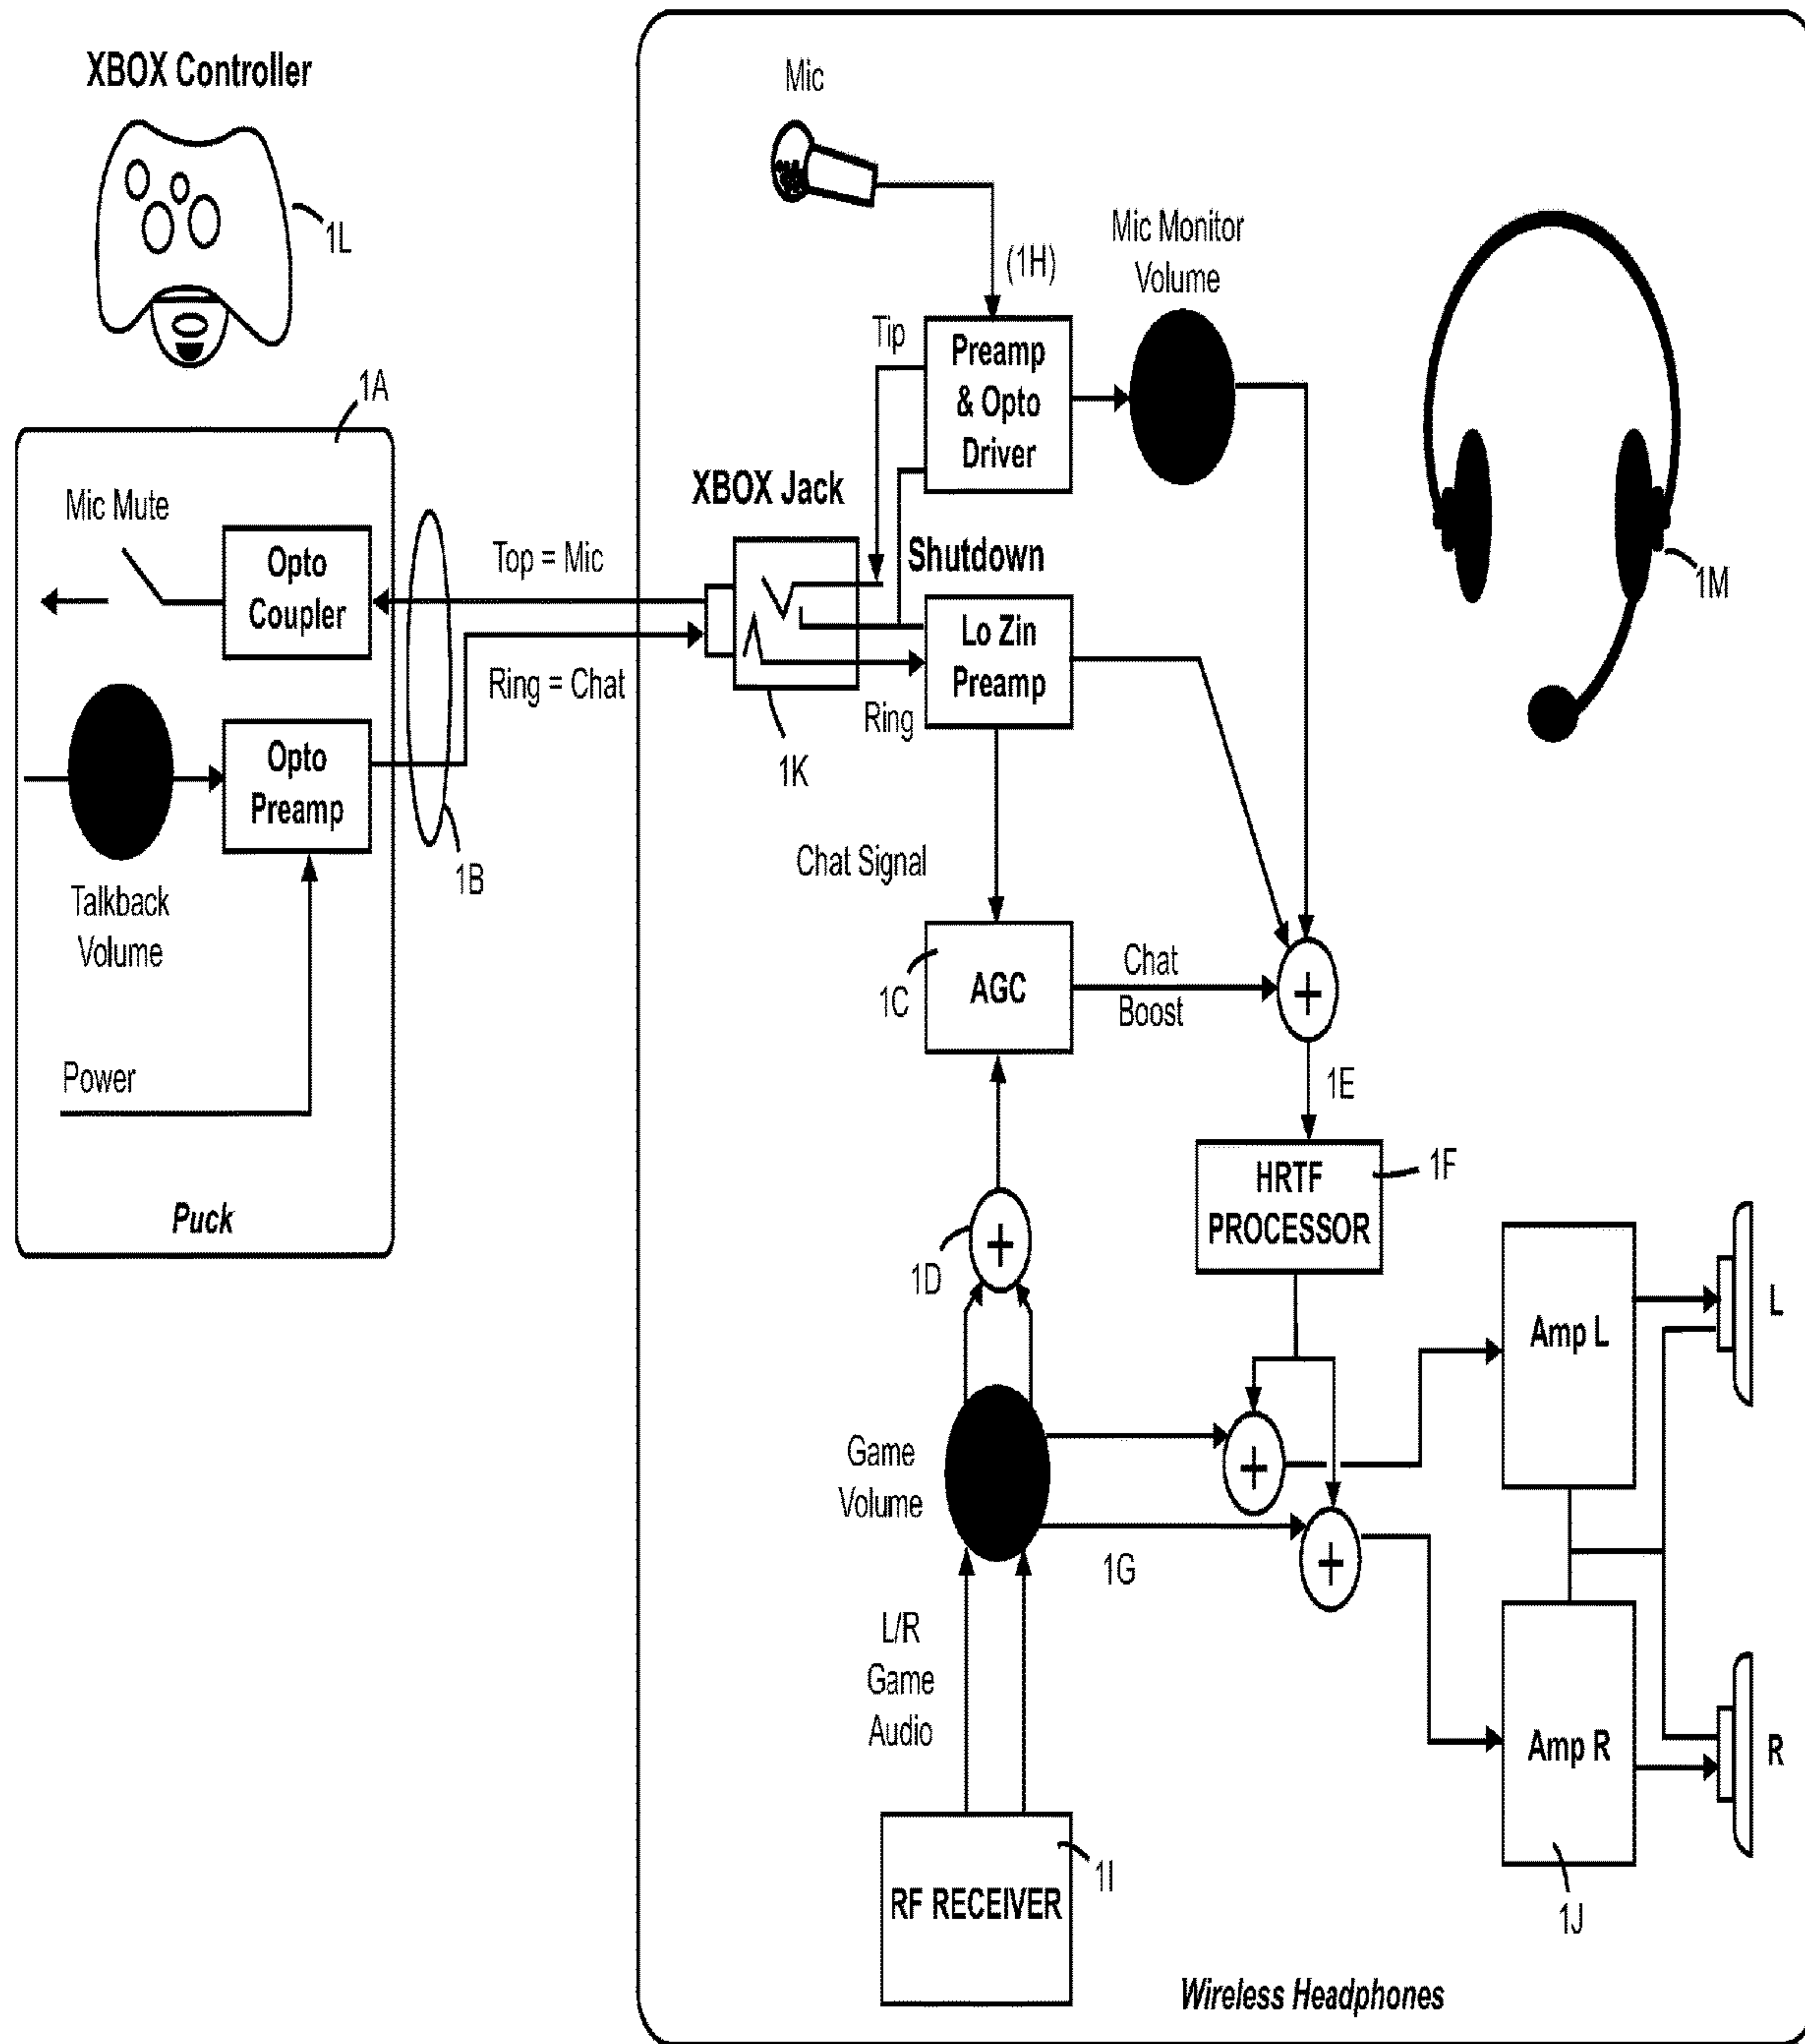 XBOX Controller
1L
1A
Mic Mute
Opto
Coupler
Opto
Preamp
Talkback
Volume
Power
Puck
1B
Top = Mic
Ring = Chat
Mic
(1H)
Tip
Preamp
& Opto
Driver
Mic Monitor
Volume
XBOX Jack
Shutdown
Lo Zin
Preamp
Ring
1K
1M
Chat Signal
1C
AGC
Chat
Boost
+
1E
HRTF
PROCESSOR
1F
+
1D
Game
Volume
+
+
1G
L/R
Game
Audio
RF RECEIVER
1I
Amp L
L
Amp R
R
1J
Wireless Headphones